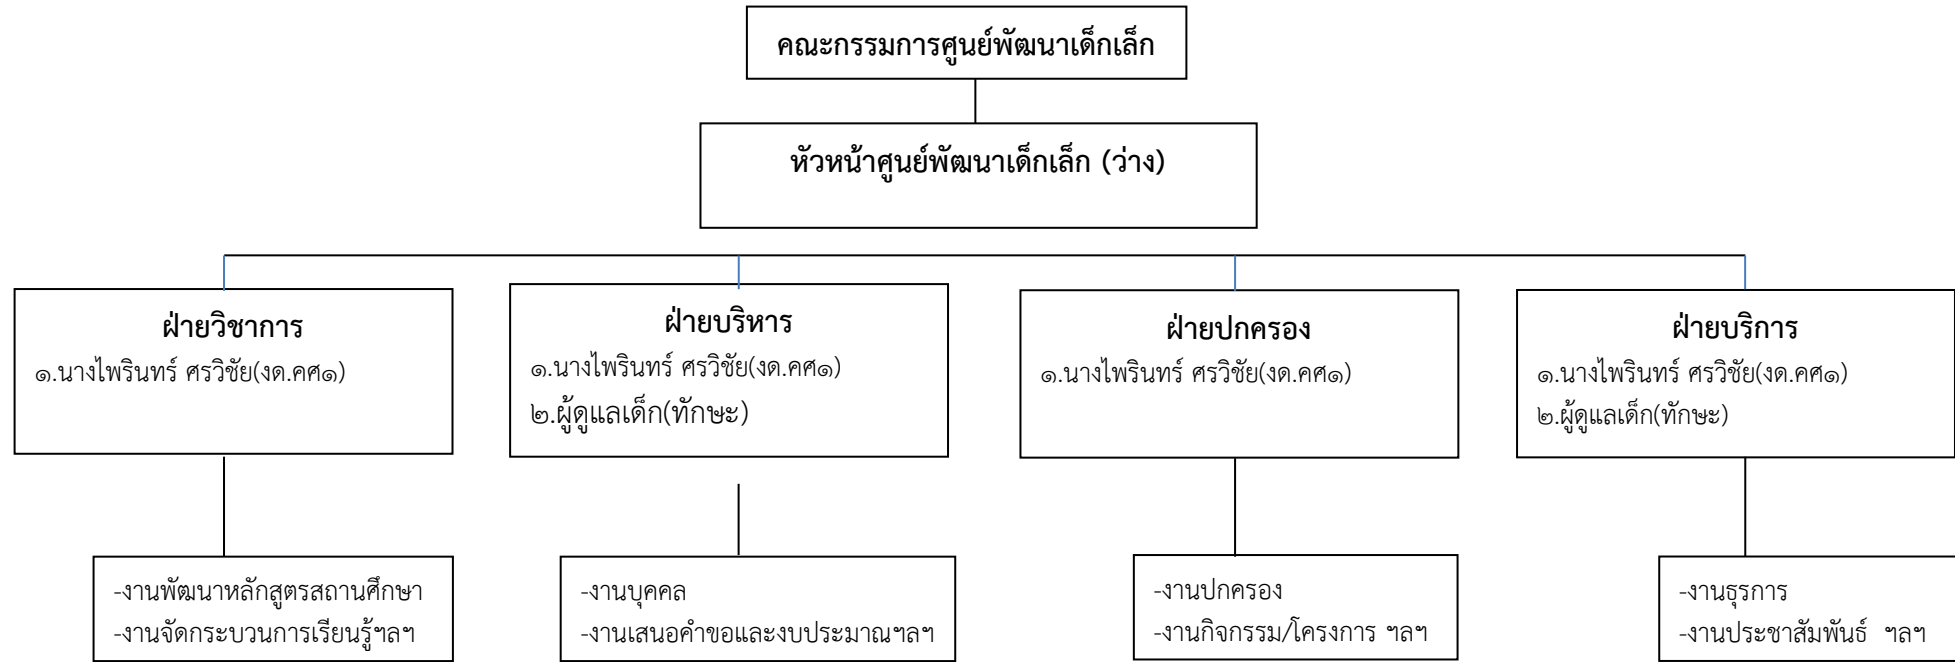 คณะกรรมการศูนย์พัฒนาเด็กเล็ก
หัวหน้าศูนย์พัฒนาเด็กเล็ก (ว่าง)
ฝ่ายวิชาการ
๑.นางไพรินทร์ ศรวิชัย(งด.คศ๑)
ฝ่ายบริหาร
๑.นางไพรินทร์ ศรวิชัย(งด.คศ๑)
๒.ผู้ดูแลเด็ก(ทักษะ)
ฝ่ายปกครอง
๑.นางไพรินทร์ ศรวิชัย(งด.คศ๑)
ฝ่ายบริการ
๑.นางไพรินทร์ ศรวิชัย(งด.คศ๑)
๒.ผู้ดูแลเด็ก(ทักษะ)
-งานพัฒนาหลักสูตรสถานศึกษา
-งานจัดกระบวนการเรียนรู้ฯลฯ
-งานบุคคล
-งานเสนอคำขอและงบประมาณฯลฯ
-งานปกครอง
-งานกิจกรรม/โครงการ ฯลฯ
-งานธุรการ
-งานประชาสัมพันธ์ ฯลฯ